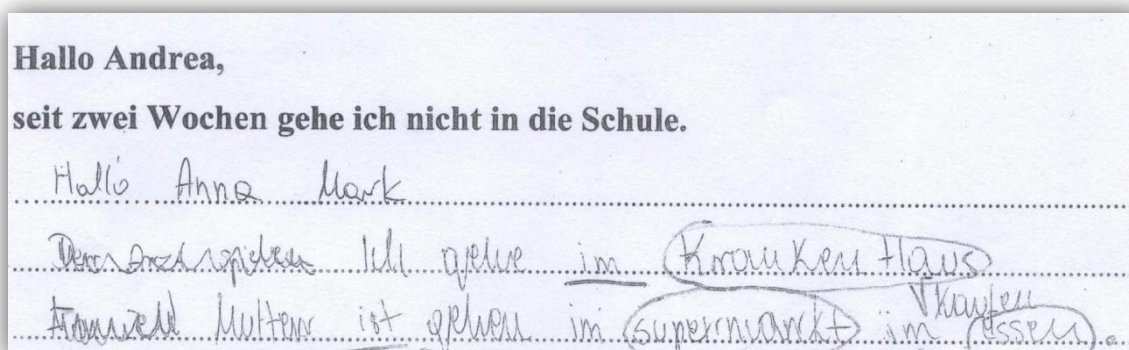 Hallo Andrea,
seit zwei Wochen gehe ich nicht in die Schule.
Hallo Anna Mark
Ich gehe im Kranken Haus
kaufen
Mutter ist gehen im supermarkt im essen.